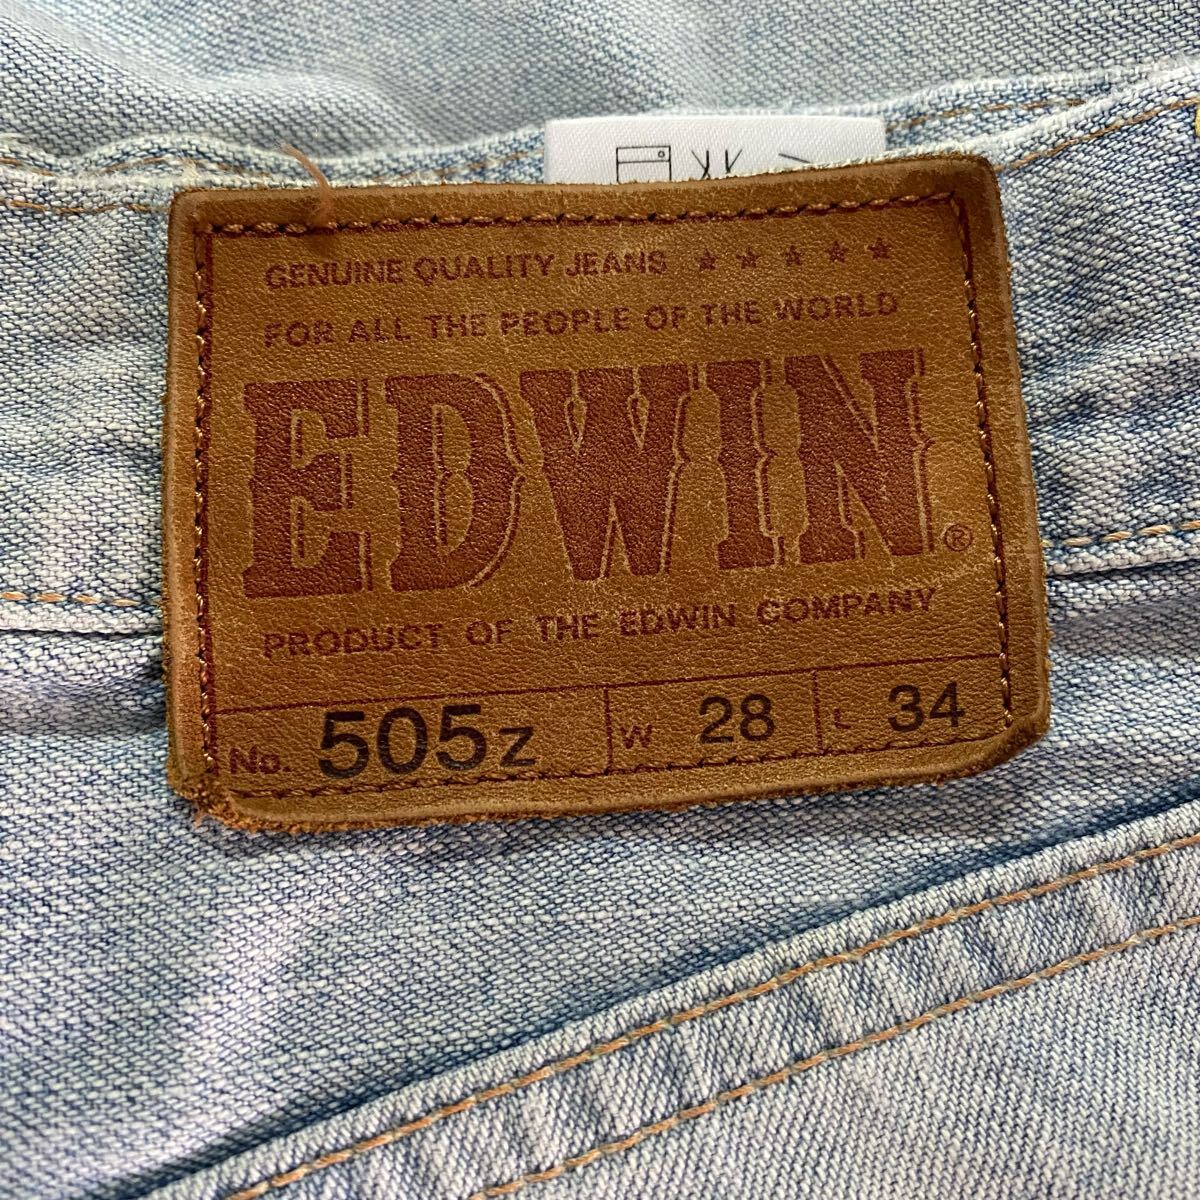 GENUINE QUALITY JEANS ★ ★ ★ ★ ★
FOR ALL THE PEOPLE OF THE WORLD
EDWIN®
PRODUCT OF THE EDWIN COMPANY
No. 505Z W 28 L 34